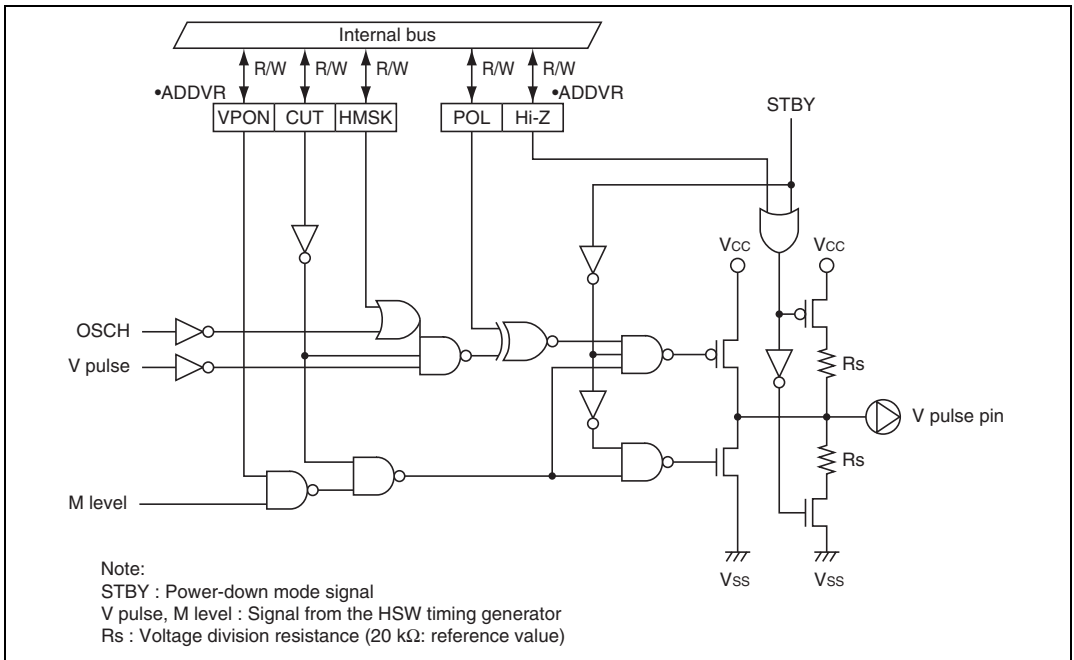 Internal bus
R/W R/W R/W R/W R/W
•ADDVR •ADDVR STBY
VPON CUT HMSK POL Hi-Z
VCC VCC
OSCH
Rs
V pulse
V pulse pin
Rs
M level
VSS VSS
Note:
STBY : Power-down mode signal
V pulse, M level : Signal from the HSW timing generator
Rs : Voltage division resistance (20 kΩ: reference value)